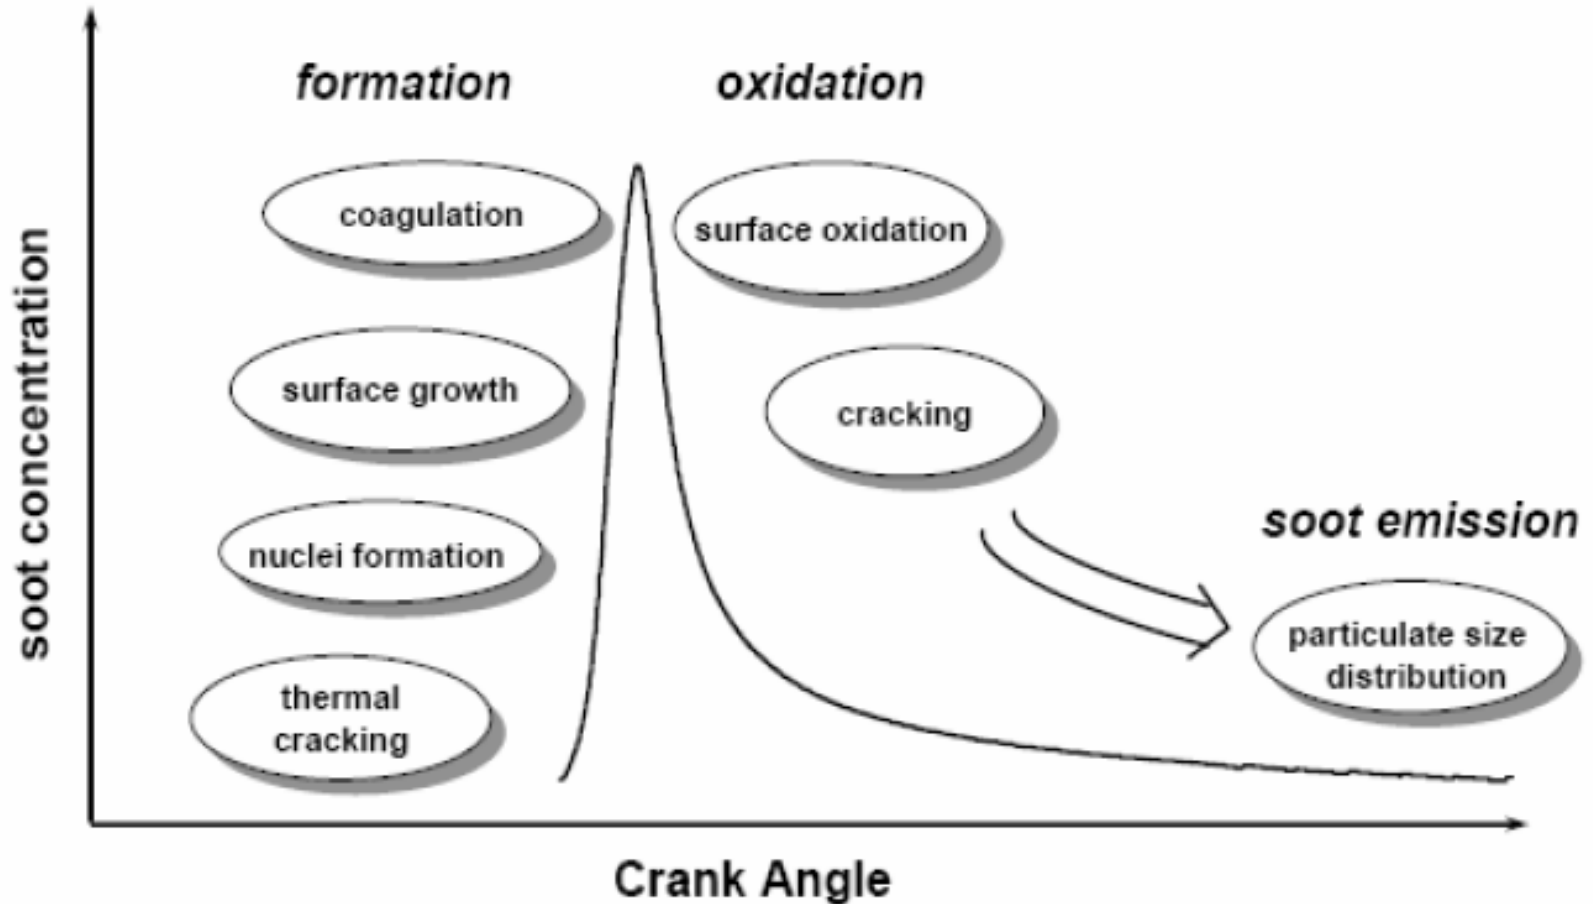 formation
oxidation
coagulation
surface oxidation
surface growth
cracking
nuclei formation
soot emission
particulate size
distribution
thermal
cracking
soot concentration
Crank Angle